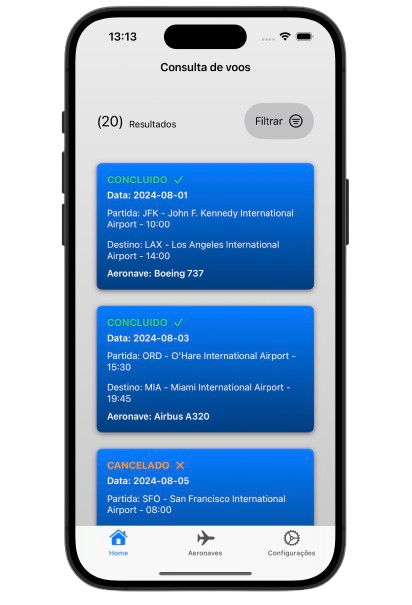 13:13
Consulta de voos
(20) Resultados
Filtrar
CONCLUIDO
Data: 2024-08-01
Partida: JFK - John F. Kennedy International
Airport - 10:00
Destino: LAX - Los Angeles International
Airport - 14:00
Aeronave: Boeing 737
CONCLUIDO
Data: 2024-08-03
Partida: ORD - O'Hare International Airport -
15:30
Destino: MIA - Miami International Airport -
19:45
Aeronave: Airbus A320
CANCELADO
Data: 2024-08-05
Partida: SFO - San Francisco International
Airport - 08:00
Home
Aeronaves
Configurações